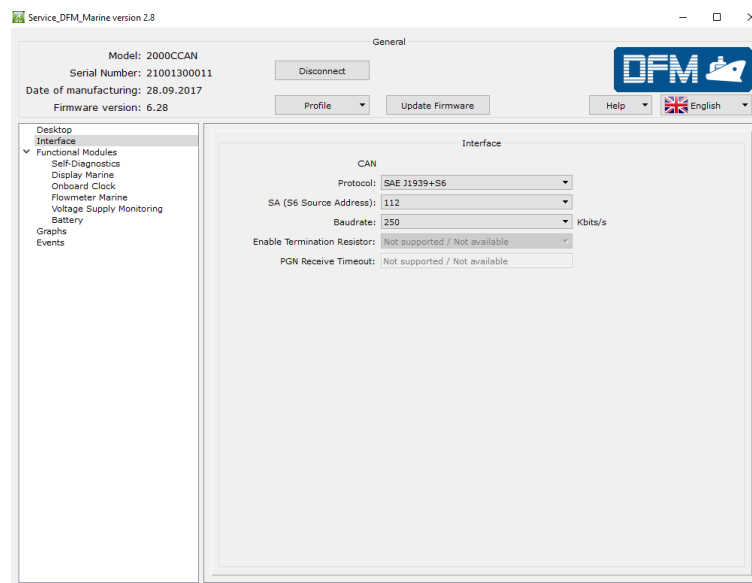 Service_DFM_Marine version 2.8
General
Model: 2000CCAN
Serial Number: 21001300011
Date of manufacturing: 28.09.2017
Firmware version: 6.28
Disconnect
Profile
Update Firmware
DFM
Help
English
Desktop
Interface
Functional Modules
Self-Diagnostics
Display Marine
Onboard Clock
Flowmeter Marine
Voltage Supply Monitoring
Battery
Graphs
Events
Interface
CAN
Protocol: SAE J1939+S6
SA (S6 Source Address): 112
Baudrate: 250 Kbits/s
Enable Termination Resistor: Not supported / Not available
PGN Receive Timeout: Not supported / Not available